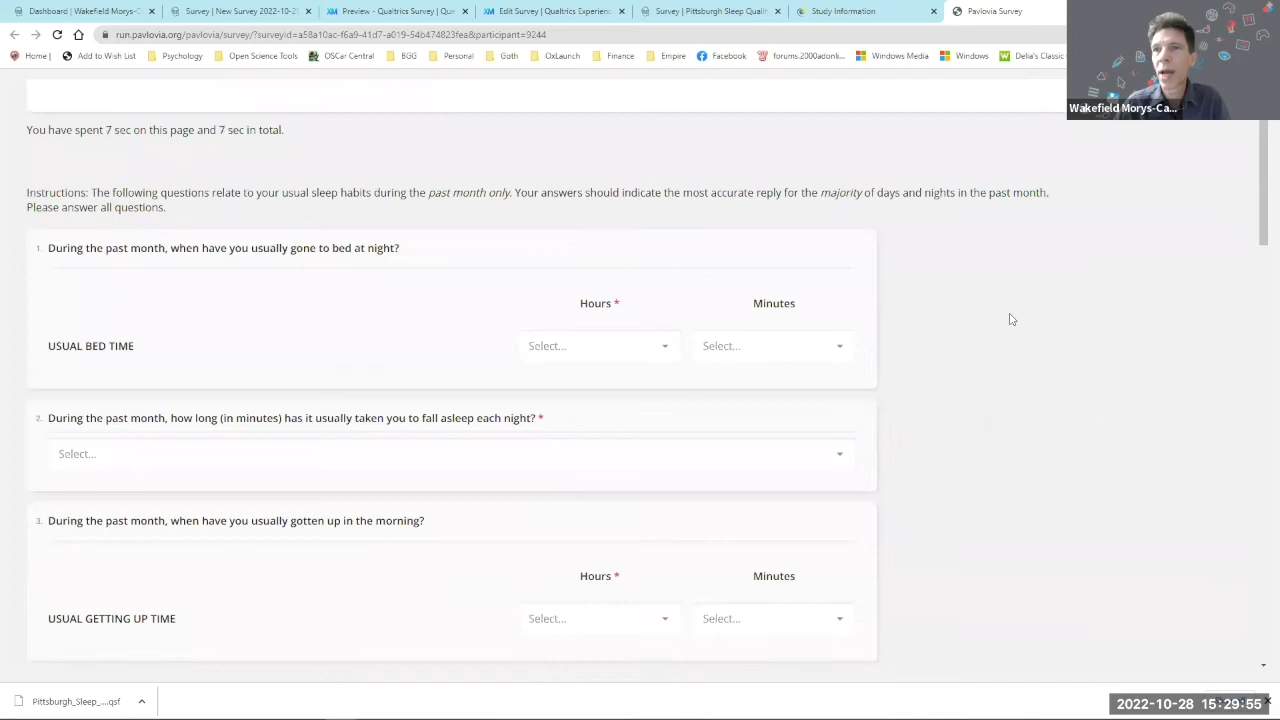 Dashboard | Wakefield Morys-C
Survey | New Survey 2022-10-21
Preview - Qualtrics Survey | Qu
Edit Survey | Qualtrics Experien
Survey | Pittsburgh Sleep Qualit
Study Information
Pavlovia Survey
run.pavlovia.org/pavlovia/survey/?surveyId=a58a10ac-f6a9-41d7-a019-54b474823feb&participant=9244
Home |
Add to Wish List
Psychology
Open Science Tools
OSCsc Central
BGG
Personal
Goth
OxLaunch
Finance
Empire
Facebook
forums.2000adonli...
Windows Media
Windows
Delia's Classic
Wakefield Morys-Ca...
You have spent 7 sec on this page and 7 sec in total.
Instructions: The following questions relate to your usual sleep habits during the past month only. Your answers should indicate the most accurate reply for the majority of days and nights in the past month.
Please answer all questions.
1. During the past month, when have you usually gone to bed at night?
Hours * Minutes
USUAL BED TIME Select... Select...
2. During the past month, how long (in minutes) has it usually taken you to fall asleep each night? *
Select...
3. During the past month, when have you usually gotten up in the morning?
Hours * Minutes
USUAL GETTING UP TIME Select... Select...
Pittsburgh_Sleep_....qsf
2022-10-28 15:29:55